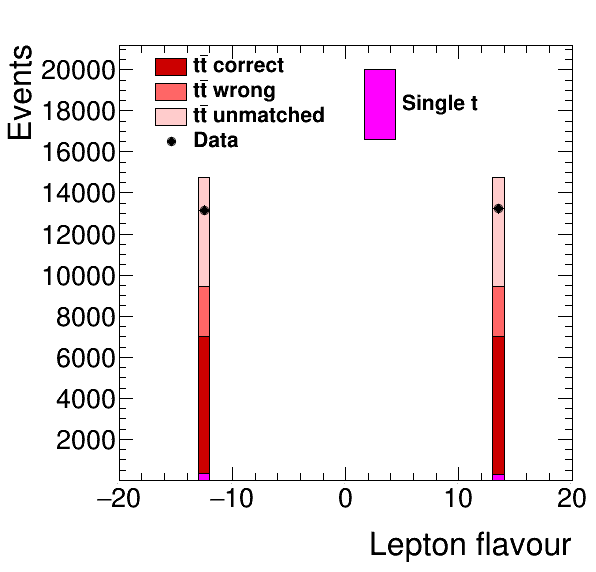 Events
20000
18000
16000
14000
12000
10000
8000
6000
4000
2000
tt̄ correct
tt̄ wrong
tt̄ unmatched
Data
Single t
−20 −10 0 10 20
Lepton flavour